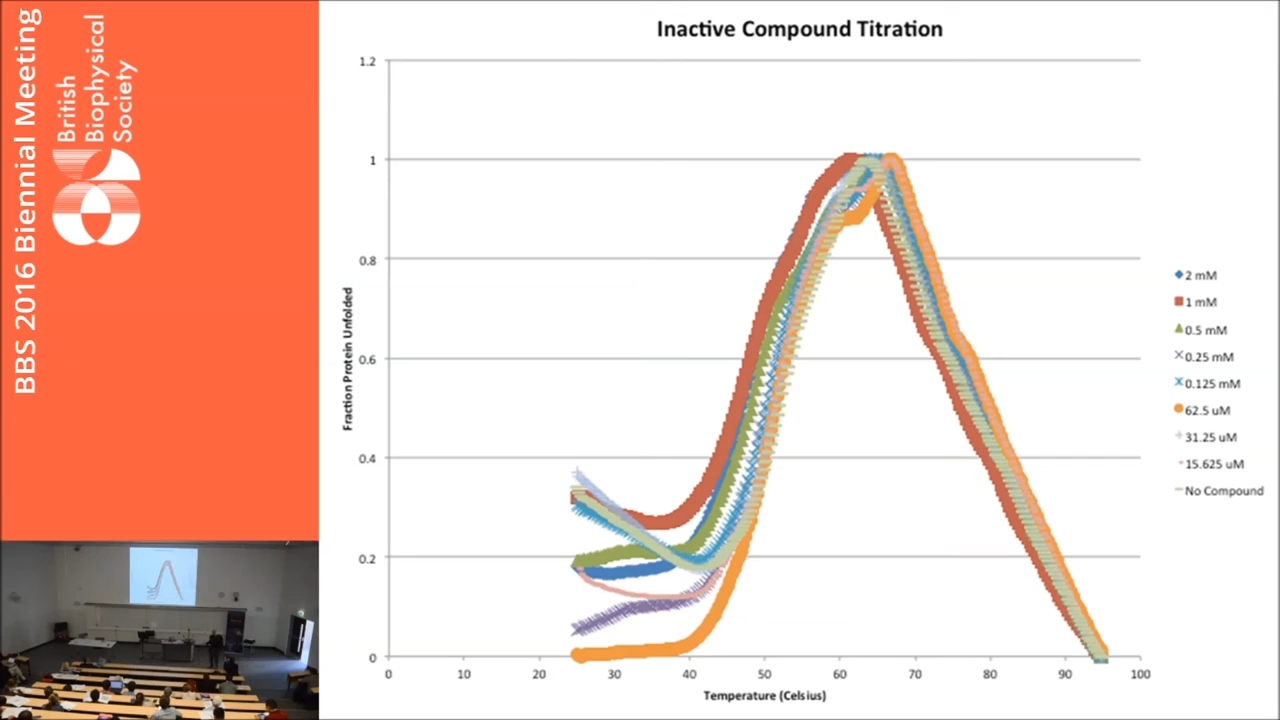 BBS 2016 Biennial Meeting
British
Biophysical
Society
Inactive Compound Titration
1.2
1
0.8
0.6
0.4
0.2
0
Fraction Protein Unfolded
0 10 20 30 40 50 60 70 80 90 100
Temperature (Celsius)
2 mM
1 mM
0.5 mM
0.25 mM
0.125 mM
62.5 uM
31.25 uM
15.625 uM
No Compound